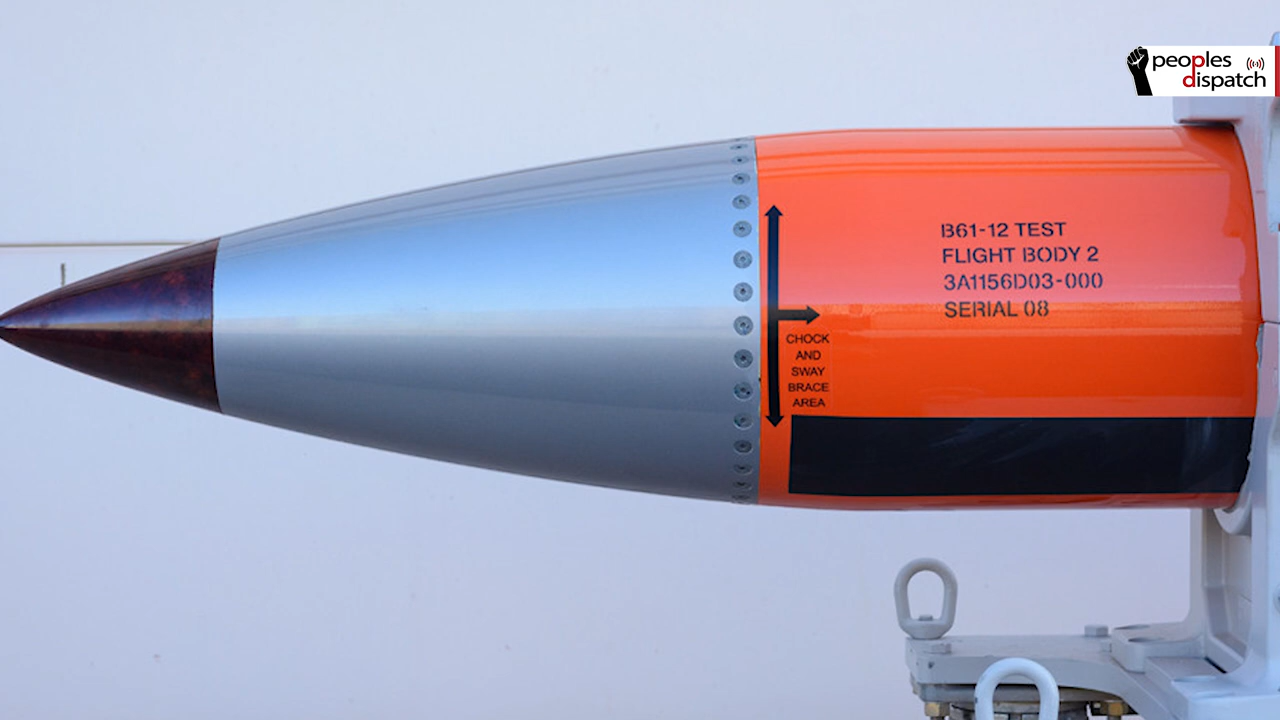 peoples
dispatch
B61-12 TEST
FLIGHT BODY 2
3A1156D03-000
SERIAL 08
CHOCK
AND
SWAY
BRACE
AREA